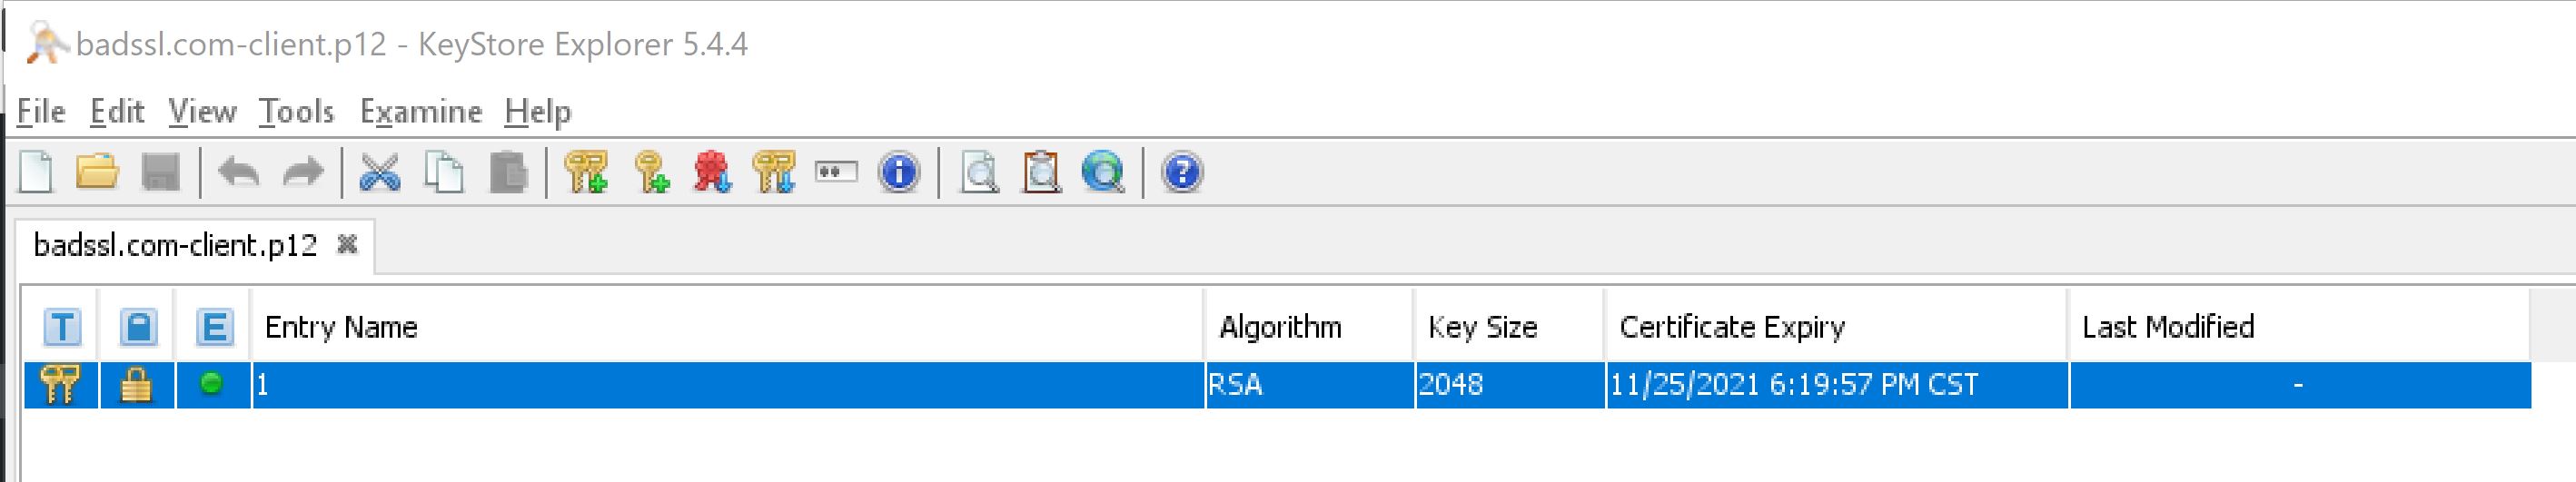 badssl.com-client.p12 - KeyStore Explorer 5.4.4
File Edit View Tools Examine Help
badssl.com-client.p12
T E Entry Name Algorithm Key Size Certificate Expiry Last Modified
1 RSA 2048 11/25/2021 6:19:57 PM CST -